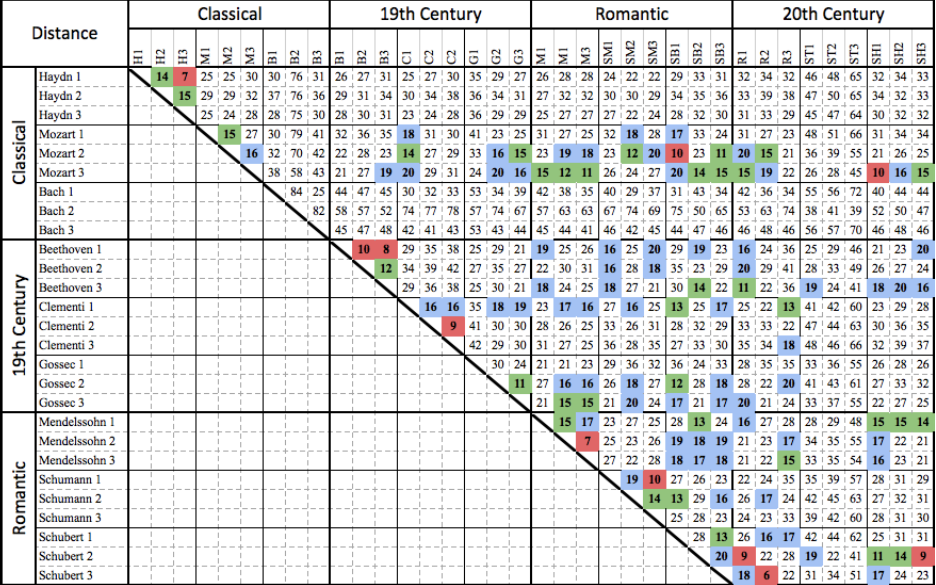 Distance Classical 19th Century Romantic 20th Century
H1 H2 H3 M1 M2 M3 B1 B2 B3 B1 B2 B3 C1 C2 C2 G1 G2 G3 M1 M1 M3 SM1 SM2 SM3 SB1 SB2 SB3 R1 R2 R3 ST1 ST2 ST3 SH1 SH2 SH3
Classical
Haydn 1 14 7 25 25 30 30 76 31 26 27 31 25 27 30 35 29 27 26 28 28 24 22 22 29 33 31 32 34 32 46 48 65 32 34 33
Haydn 2 15 29 29 32 37 76 36 29 31 34 30 34 38 36 34 31 27 32 32 30 30 29 34 35 36 33 39 38 47 50 65 34 32 33
Haydn 3 25 24 28 28 75 30 28 30 31 23 24 28 36 29 29 25 27 27 27 22 24 28 32 30 31 33 29 45 47 64 30 32 32
Mozart 1 15 27 30 79 41 32 36 35 18 31 30 41 23 25 31 27 25 32 18 28 17 33 24 31 27 23 48 51 66 31 34 34
Mozart 2 16 32 70 42 22 28 23 14 27 29 33 16 15 23 19 18 23 12 20 10 23 11 20 15 21 36 39 55 21 26 25
Mozart 3 38 58 43 21 27 19 20 29 31 24 20 16 15 12 11 26 24 27 20 14 15 15 19 22 26 28 45 10 16 15
Bach 1 84 25 44 47 45 30 32 33 53 34 39 42 38 35 40 29 37 31 43 34 42 36 34 55 56 72 40 44 44
Bach 2 82 58 57 52 74 77 78 57 74 67 57 63 63 67 74 69 75 50 65 53 63 74 38 41 39 52 50 47
Bach 3 45 47 48 42 41 43 53 43 44 45 44 41 46 42 45 44 47 46 46 48 46 56 57 70 46 48 46
19th Century
Beethoven 1 10 8 29 35 38 25 29 21 19 25 26 16 25 20 29 19 23 16 24 36 25 29 46 21 23 20
Beethoven 2 12 34 39 42 27 35 27 22 30 31 16 28 18 35 23 29 20 29 41 28 33 49 26 27 24
Beethoven 3 29 36 38 25 30 21 18 24 25 18 27 21 30 14 22 11 22 36 19 24 41 18 20 16
Clementi 1 16 16 35 18 19 23 17 16 27 16 25 13 25 17 25 22 13 41 42 60 23 29 28
Clementi 2 9 41 30 30 28 26 25 33 26 31 28 32 29 33 33 22 47 44 63 30 36 35
Clementi 3 42 29 30 31 27 25 36 28 35 27 33 30 35 34 18 48 46 66 32 39 37
Gossec 1 30 24 21 21 23 29 36 32 36 24 33 28 35 35 33 36 55 26 28 26
Gossec 2 11 27 16 16 26 18 27 12 28 18 28 22 20 41 43 61 27 33 32
Gossec 3 21 15 15 21 20 24 17 21 17 20 21 24 33 37 55 22 27 25
Romantic
Mendelssohn 1 15 17 23 27 25 28 13 24 16 27 28 28 29 48 15 15 14
Mendelssohn 2 7 25 23 26 19 18 19 21 23 17 34 35 55 17 22 21
Mendelssohn 3 27 22 28 18 17 18 21 22 15 33 35 54 16 23 21
Schumann 1 19 10 27 26 23 22 24 35 35 39 57 28 31 29
Schumann 2 14 13 29 16 26 17 24 42 45 63 27 32 31
Schumann 3 25 28 23 24 23 33 39 42 60 28 31 30
Schubert 1 28 13 26 16 17 42 44 62 25 31 31
Schubert 2 20 9 22 28 19 22 41 11 14 9
Schubert 3 18 6 22 31 34 51 17 24 23